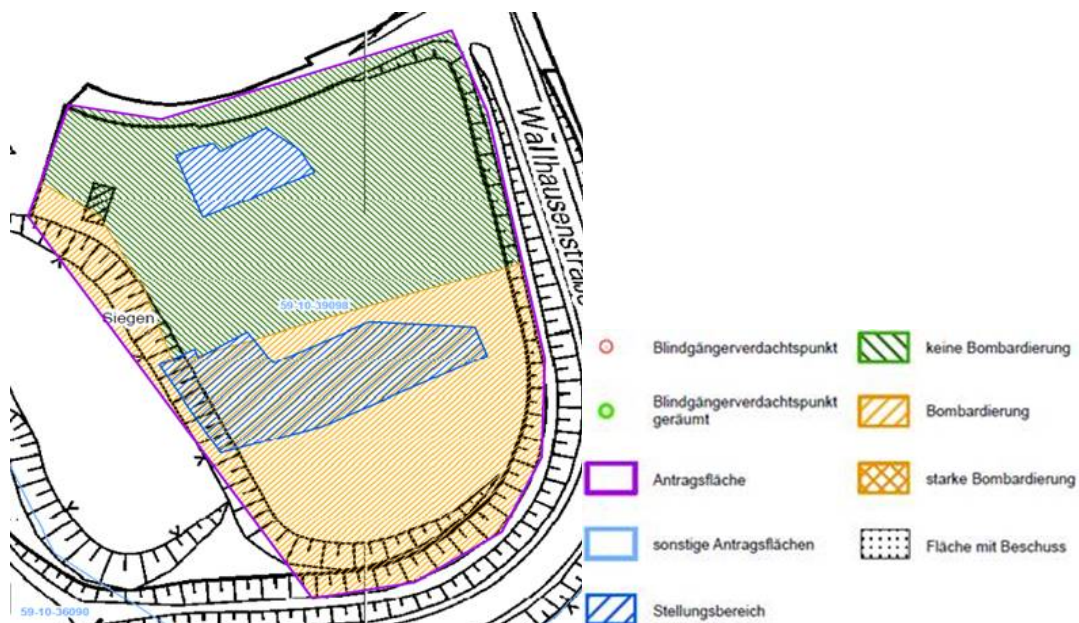 Wallhausenstraße
59-10-39098
Siegen
59-10-36090
Blindgängerverdachtspunkt
Blindgängerverdachtspunkt
geräumt
Antragsfläche
sonstige Antragsflächen
Stellungsbereich
keine Bombardierung
Bombardierung
starke Bombardierung
Fläche mit Beschuss